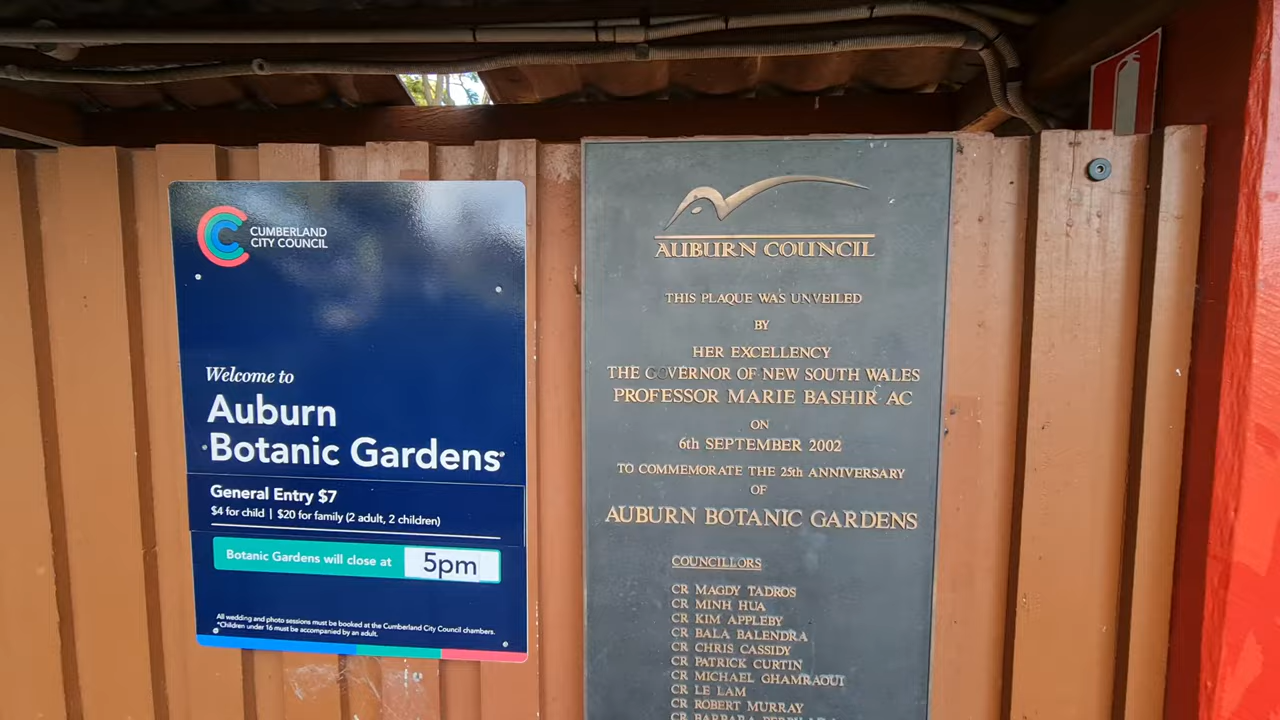 CUMBERLAND
CITY COUNCIL
Welcome to
Auburn
Botanic Gardens*
General Entry $7
$4 for child | $20 for family (2 adult, 2 children)
Botanic Gardens will close at 5pm
All wedding and photo sessions must be booked at the Cumberland City Council chambers.
*Children under 16 must be accompanied by an adult.
AUBURN COUNCIL
THIS PLAQUE WAS UNVEILED
BY
HER EXCELLENCY
THE GOVERNOR OF NEW SOUTH WALES
PROFESSOR MARIE BASHIR AC
ON
6th SEPTEMBER 2002
TO COMMEMORATE THE 25th ANNIVERSARY
OF
AUBURN BOTANIC GARDENS
COUNCILLORS
CR MAGDY TADROS
CR MINH HUA
CR KIM APPLEBY
CR BALA BALENDRA
CR CHRIS CASSIDY
CR PATRICK CURTIN
CR MICHAEL GHAMRAOUI
CR LE LAM
CR ROBERT MURRAY
CR BARBARA